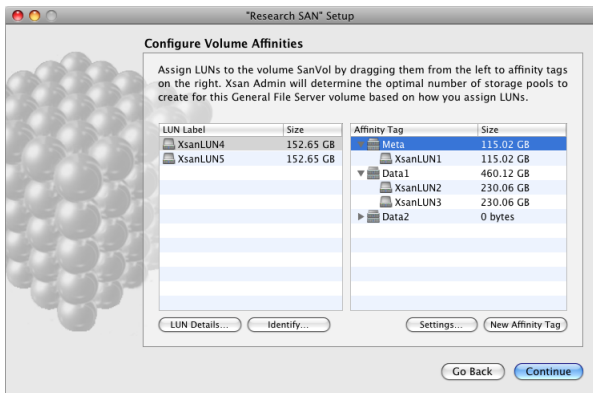 "Research SAN" Setup
Configure Volume Affinities
Assign LUNs to the volume SanVol by dragging them from the left to affinity tags
on the right. Xsan Admin will determine the optimal number of storage pools to
create for this General File Server volume based on how you assign LUNs.
LUN Label Size
XsanLUN4 152.65 GB
XsanLUN5 152.65 GB
Affinity Tag Size
Meta 115.02 GB
XsanLUN1 115.02 GB
Data1 460.12 GB
XsanLUN2 230.06 GB
XsanLUN3 230.06 GB
Data2 0 bytes
LUN Details... Identify... Settings... New Affinity Tag
Go Back Continue